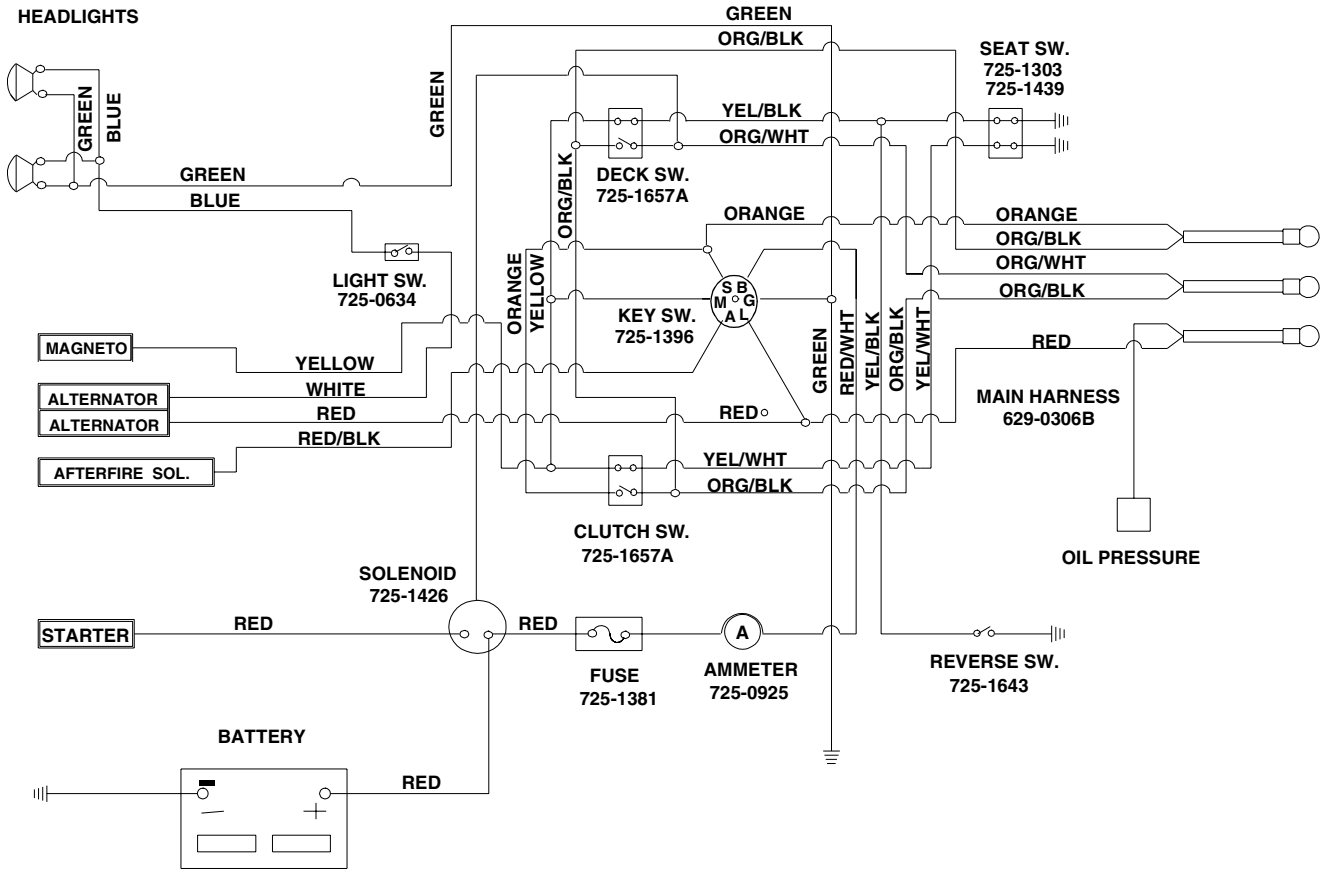 HEADLIGHTS
GREEN
ORG/BLK
SEAT SW.
725-1303
725-1439
GREEN
BLUE
GREEN
YEL/BLK
ORG/WHT
DECK SW.
725-1657A
GREEN
BLUE
ORG/BLK
ORANGE
ORANGE
ORG/BLK
ORG/WHT
ORG/BLK
LIGHT SW.
725-0634
ORANGE
YELLOW
S B
M G
A L
KEY SW.
725-1396
GREEN
RED/WHT
YEL/BLK
ORG/BLK
YEL/WHT
RED
MAGNETO
YELLOW
ALTERNATOR
WHITE
ALTERNATOR
RED
RED
MAIN HARNESS
629-0306B
RED/BLK
AFTERFIRE SOL.
YEL/WHT
ORG/BLK
CLUTCH SW.
725-1657A
OIL PRESSURE
SOLENOID
725-1426
STARTER
RED
RED
A
FUSE
725-1381
AMMETER
725-0925
REVERSE SW.
725-1643
BATTERY
RED